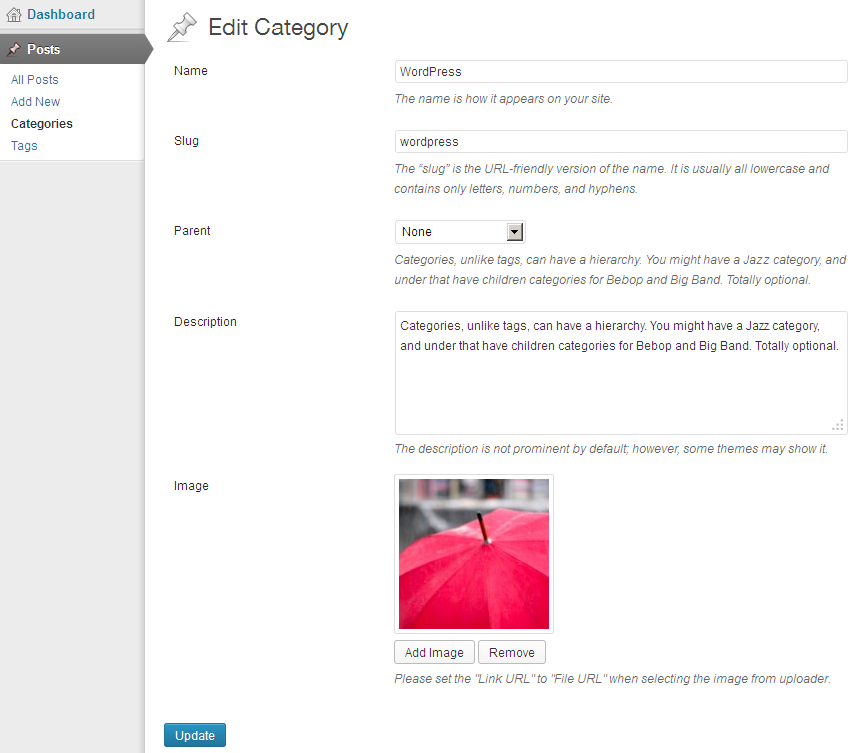 Dashboard
Posts
All Posts
Add New
Categories
Tags
Edit Category
Name
WordPress
The name is how it appears on your site.
Slug
wordpress
The “slug” is the URL-friendly version of the name. It is usually all lowercase and
contains only letters, numbers, and hyphens.
Parent
None
Categories, unlike tags, can have a hierarchy. You might have a Jazz category, and
under that have children categories for Bebop and Big Band. Totally optional.
Description
Categories, unlike tags, can have a hierarchy. You might have a Jazz category,
and under that have children categories for Bebop and Big Band. Totally optional.
The description is not prominent by default; however, some themes may show it.
Image
Add Image
Remove
Please set the "Link URL" to "File URL" when selecting the image from uploader.
Update